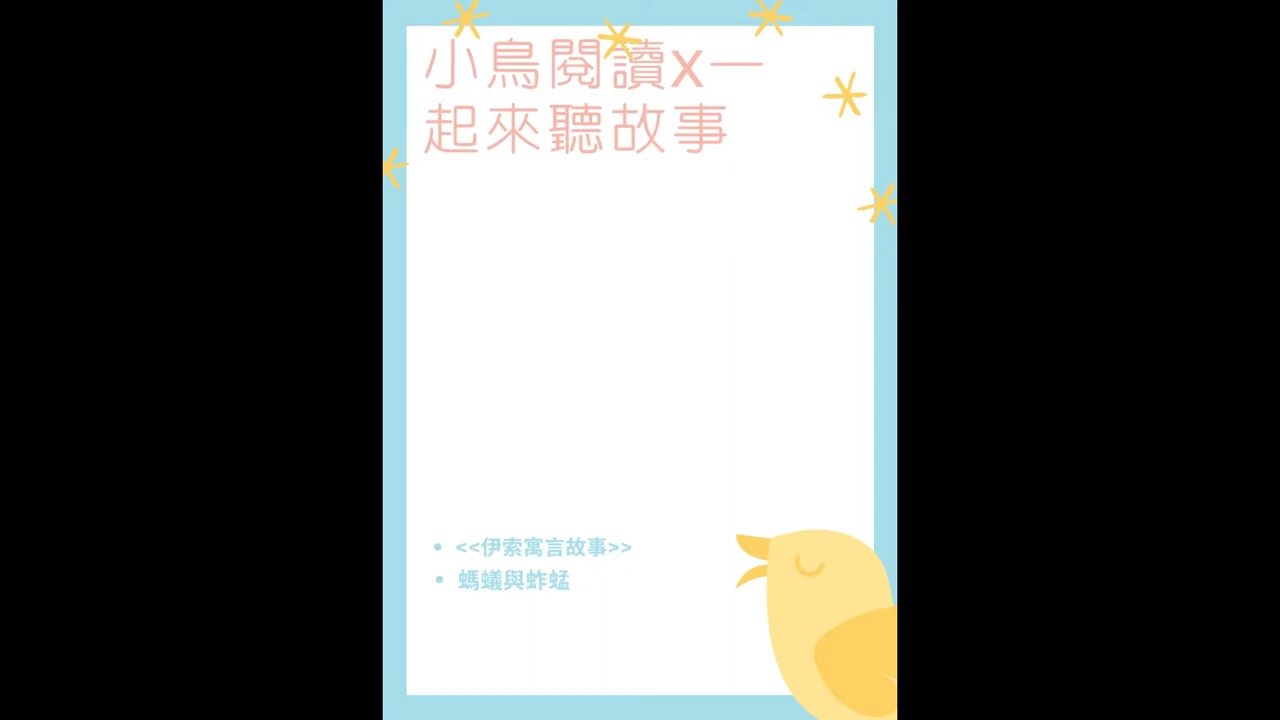 小鳥閱讀x一
起來聽故事
• <<伊索寓言故事>>
• 螞蟻與蚱蜢